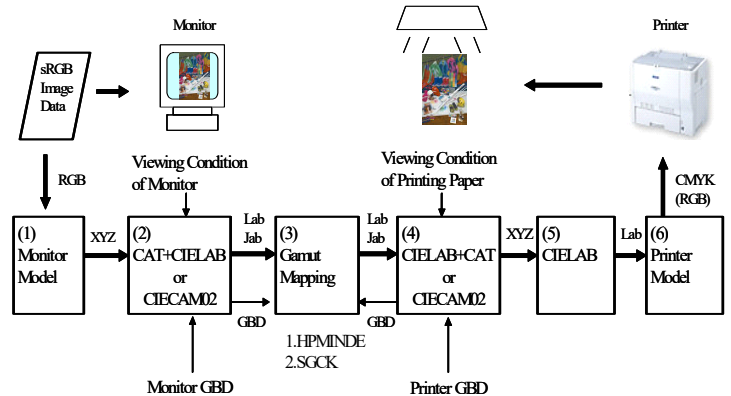 Monitor
Printer
sRGB
Image
Data
Viewing Condition
of Monitor
Viewing Condition
of Printing Paper
RGB
CMYK
(RGB)
(1)
Monitor
Model
XYZ
(2)
CAT+CIELAB
or
CIECAM02
Lab
Jab
GBD
(3)
Gamut
Mapping
Lab
Jab
GBD
(4)
CIELAB+CAT
or
CIECAM02
XYZ
(5)
CIELAB
Lab
(6)
Printer
Model
1.HPMINDE
2.SGCK
Monitor GBD
Printer GBD